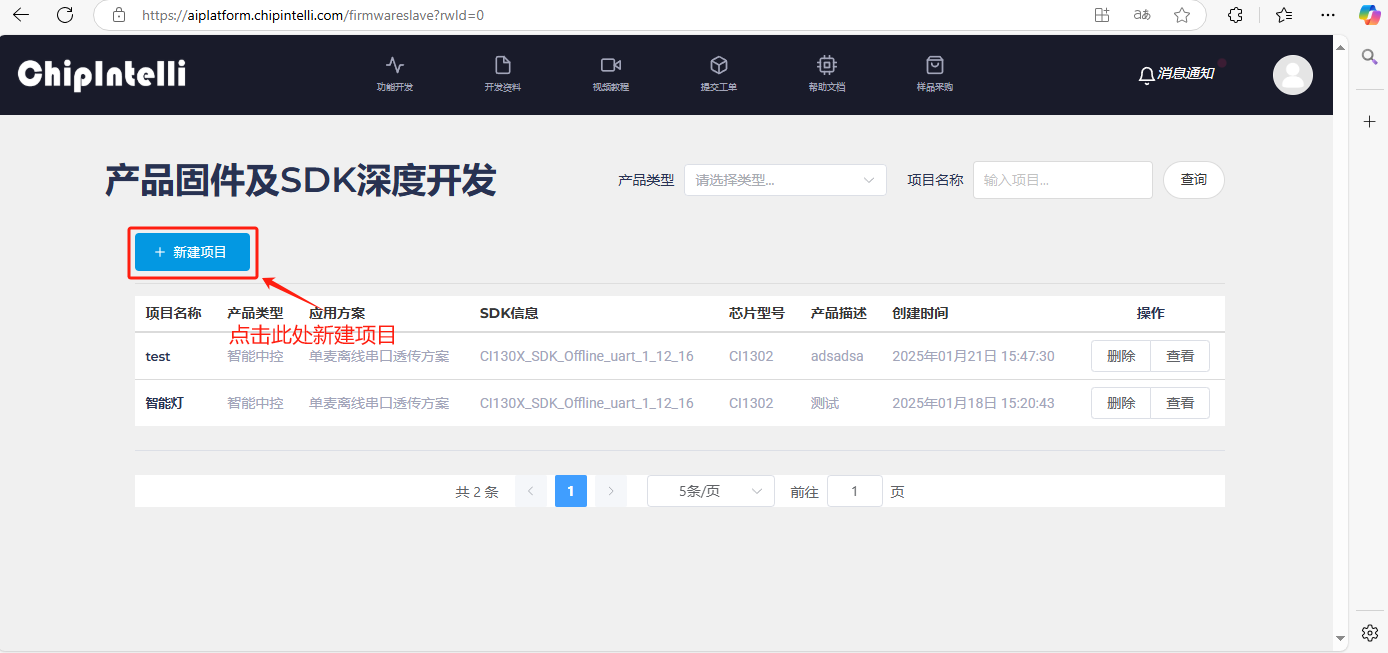 https://aiplatform.chipintelli.com/firmwareslave?rwId=0
ChipIntelli
功能开发 开发资料 视频教程 提交工单 帮助文档 样品采购
消息通知
产品固件及SDK深度开发
产品类型 请选择类型... 项目名称 输入项目... 查询
+ 新建项目
项目名称 产品类型 应用方案 SDK信息 芯片型号 产品描述 创建时间 操作
点击此处新建项目
test 智能中控 单麦离线串口透传方案 CI130X_SDK_Offline_uart_1_12_16 CI1302 adsadsa 2025年01月21日 15:47:30 删除 查看
智能灯 智能中控 单麦离线串口透传方案 CI130X_SDK_Offline_uart_1_12_16 CI1302 测试 2025年01月18日 15:20:43 删除 查看
共 2 条 1 5条/页 前往 1 页